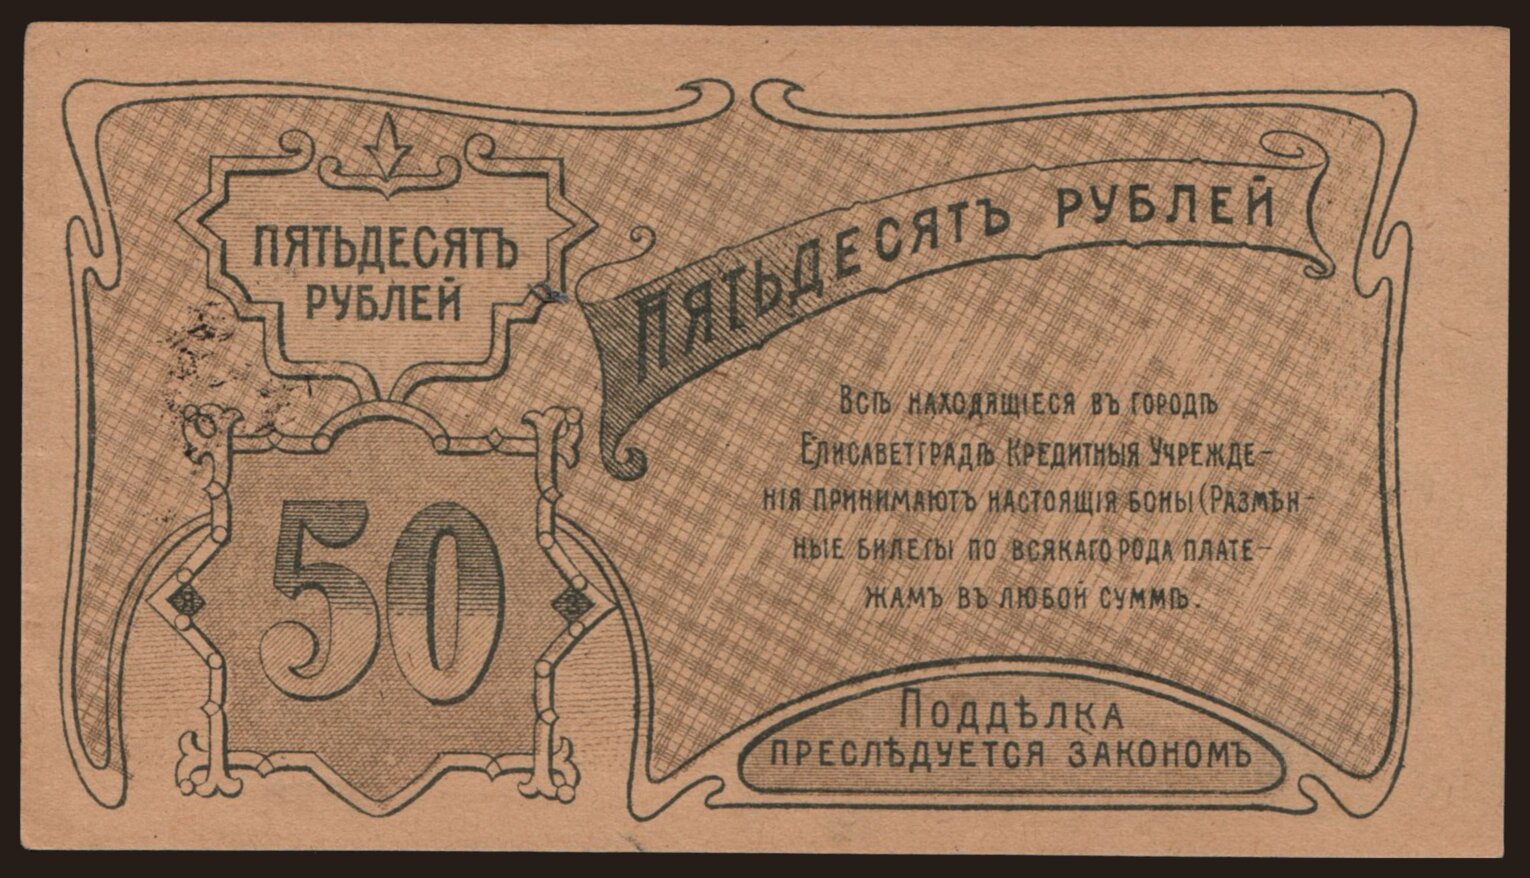 ПЯТЬДЕСЯТЪ
РУБЛЕЙ
50
ПЯТЬДЕСЯТЪ РУБЛЕЙ
Всѣ находящіеся въ городѣ
Елисаветградѣ Кредитныя Учрежде-
нія принимаютъ настоящія боны (Размѣн-
ные билеты по всякаго рода плате-
жамъ въ любой суммѣ.
Поддѣлка
преслѣдуется закономъ